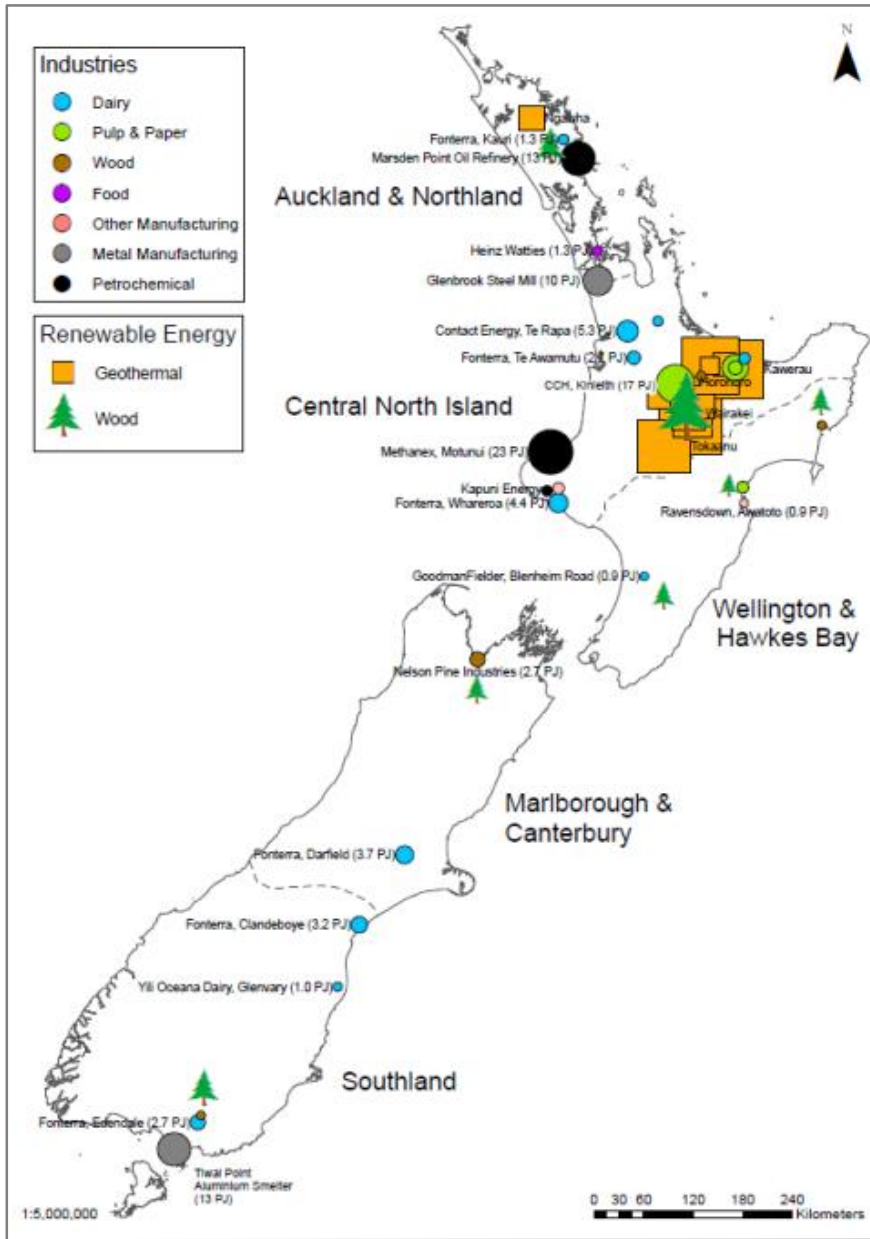 N
Industries
Dairy
Pulp & Paper
Wood
Food
Other Manufacturing
Metal Manufacturing
Petrochemical
Renewable Energy
Geothermal
Wood
Ngawha
Fonterra, Kauri (1.3 PJ)
Marsden Point Oil Refinery (13 PJ)
Auckland & Northland
Heinz Watties (1.3 PJ)
Glenbrook Steel Mill (10 PJ)
Contact Energy, Te Rapa (5.3 PJ)
Fonterra, Te Awamutu (2. PJ)
Kawerau
CCH, Kinleith (17 PJ)
Central North Island
Wairakei
Methanex, Motunui (23 PJ)
Tokaanu
Kapuni Energy
Fonterra, Whareroa (4.4 PJ)
Ravensdown, Awatoto (0.9 PJ)
GoodmanFielder, Blenheim Road (0.9 PJ)
Wellington &
Hawkes Bay
Nelson Pine Industries (2.7 PJ)
Marlborough &
Canterbury
Fonterra, Darfield (3.7 PJ)
Fonterra, Clandeboye (3.2 PJ)
Yili Oceana Dairy, Glenvary (1.0 PJ)
Southland
Fonterra, Edendale (2.7 PJ)
Tiwai Point
Aluminium Smelter
(13 PJ)
1:5,000,000
0 30 60 120 180 240
Kilometers